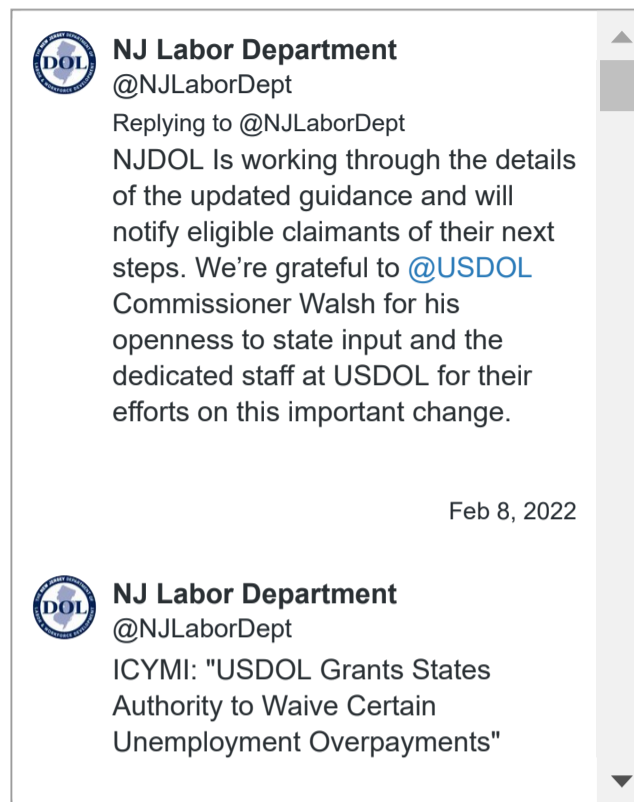 DOL
NJ Labor Department
@NJLaborDept
Replying to @NJLaborDept
NJDOL Is working through the details
of the updated guidance and will
notify eligible claimants of their next
steps. We’re grateful to @USDOL
Commissioner Walsh for his
openness to state input and the
dedicated staff at USDOL for their
efforts on this important change.
Feb 8, 2022
DOL
NJ Labor Department
@NJLaborDept
ICYMI: "USDOL Grants States
Authority to Waive Certain
Unemployment Overpayments"